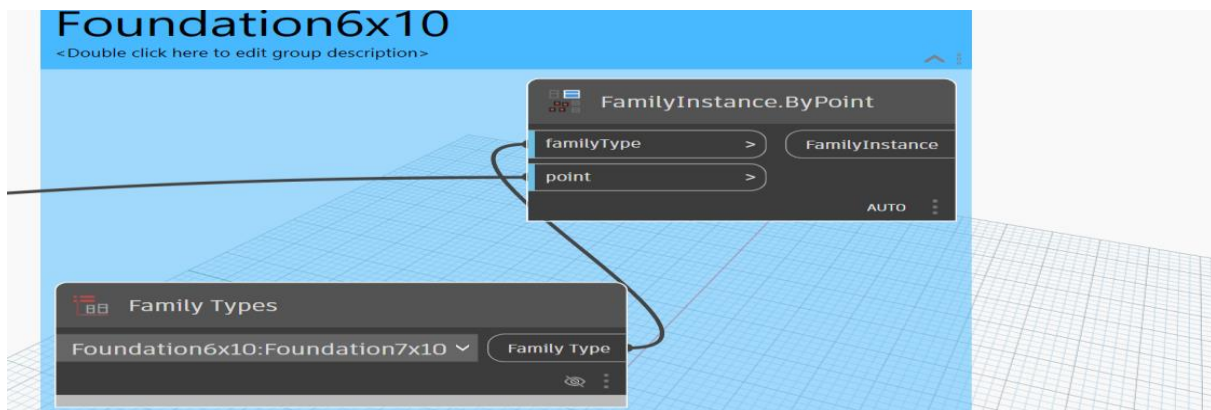 Foundation6x10
<Double click here to edit group description>
FamilyInstance.ByPoint
familyType >
FamilyInstance
point >
AUTO
Family Types
Foundation6x10:Foundation7x10
Family Type